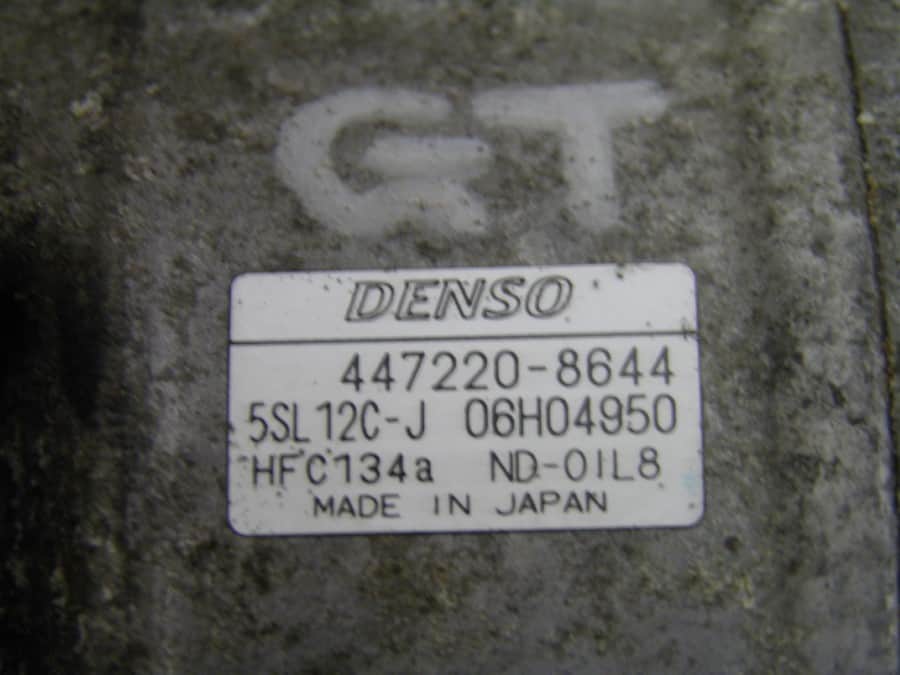 GT
DENSO
447220-8644
5SL12C-J 06H04950
HFC134a ND-OIL8
MADE IN JAPAN